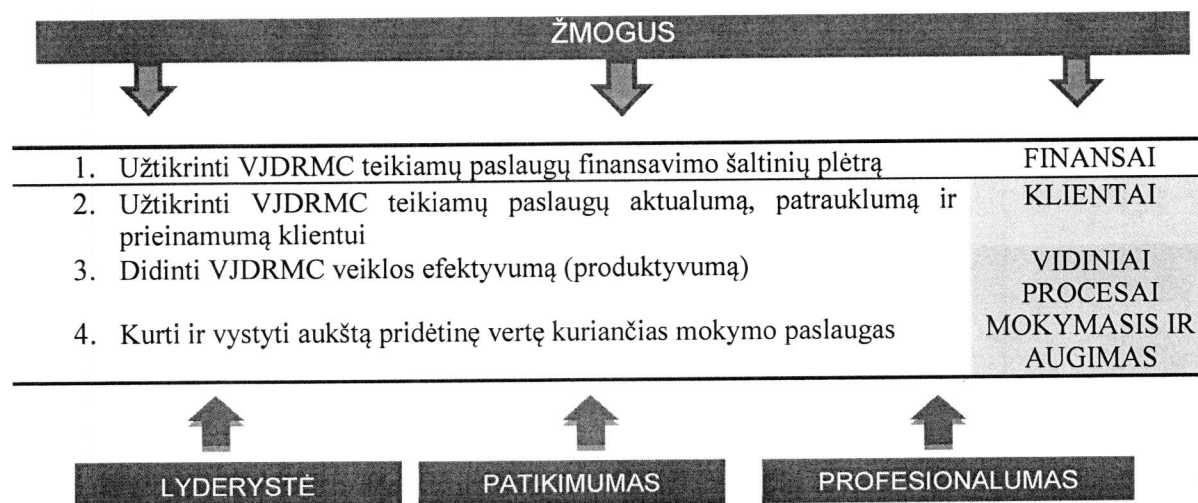 ŽMOGUS
1. Užtikrinti VJDRMC teikiamų paslaugų finansavimo šaltinių plėtrą
FINANSAI
2. Užtikrinti VJDRMC teikiamų paslaugų aktualumą, patrauklumą ir
prieinamumą klientui
KLIENTAI
3. Didinti VJDRMC veiklos efektyvumą (produktyvumą)
VIDINIAI
PROCESAI
4. Kurti ir vystyti aukštą pridėtinę vertę kuriančias mokymo paslaugas
MOKYMASIS IR
AUGIMAS
LYDERYSTĖ
PATIKIMUMAS
PROFESIONALUMAS